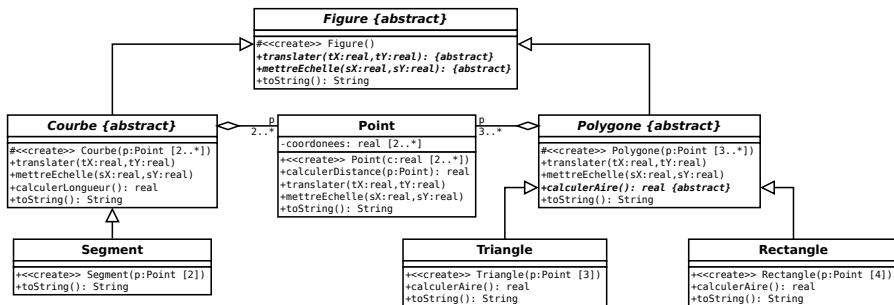 Figure {abstract}
#<<create>> Figure()
+translater(tX:real,tY:real): {abstract}
+mettreEchelle(sX:real,sY:real): {abstract}
+toString(): String
Courbe {abstract}
#<<create>> Courbe(p:Point [2..*])
+translater(tX:real,tY:real)
+mettreEchelle(sX:real,sY:real)
+calculerLongueur(): real
+toString(): String
p
2..*
Point
-coordonees: real [2..*]
+<<create>> Point(c:real [2..*])
+calculerDistance(p:Point): real
+translater(tX:real,tY:real)
+mettreEchelle(sX:real,sY:real)
+toString(): String
p
3..*
Polygone {abstract}
#<<create>> Polygone(p:Point [3..*])
+translater(tX:real,tY:real)
+mettreEchelle(sX:real,sY:real)
+calculerAire(): real {abstract}
+toString(): String
Segment
+<<create>> Segment(p:Point [2])
+toString(): String
Triangle
+<<create>> Triangle(p:Point [3])
+calculerAire(): real
+toString(): String
Rectangle
+<<create>> Rectangle(p:Point [4])
+calculerAire(): real
+toString(): String